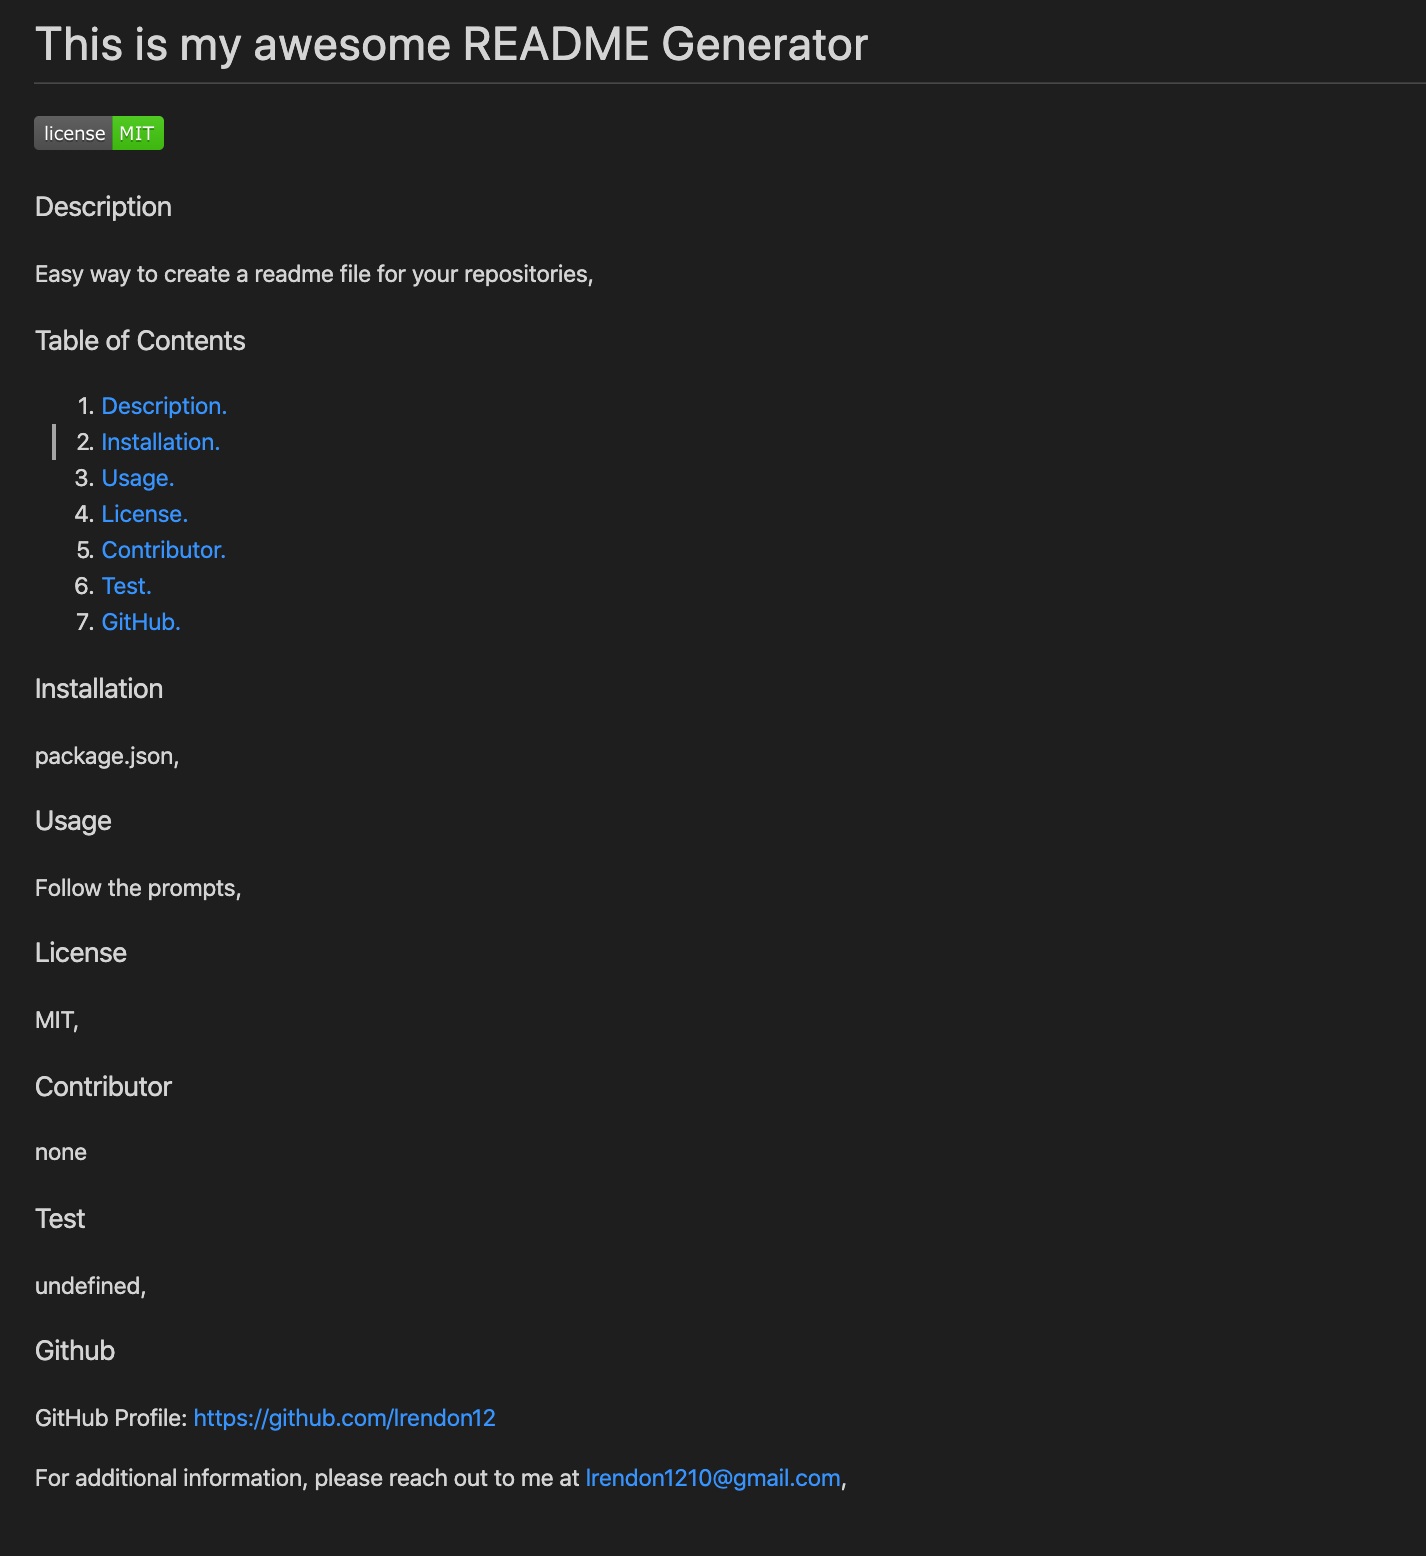 This is my awesome README Generator
license MIT
Description
Easy way to create a readme file for your repositories,
Table of Contents
1. Description.
2. Installation.
3. Usage.
4. License.
5. Contributor.
6. Test.
7. GitHub.
Installation
package.json,
Usage
Follow the prompts,
License
MIT,
Contributor
none
Test
undefined,
Github
GitHub Profile: https://github.com/lrendon12
For additional information, please reach out to me at lrendon1210@gmail.com,